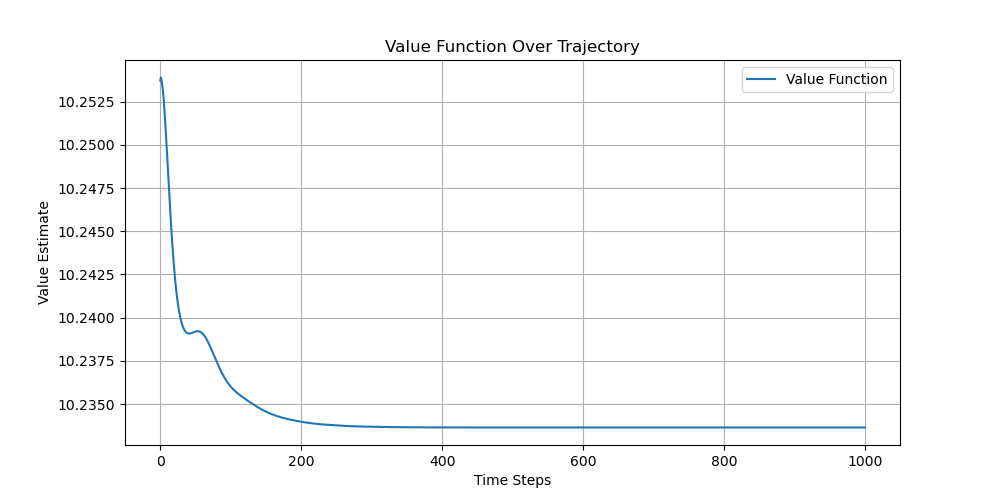 Value Function Over Trajectory
Value Function
10.2525
10.2500
10.2475
10.2450
10.2425
10.2400
10.2375
10.2350
Value Estimate
0 200 400 600 800 1000
Time Steps